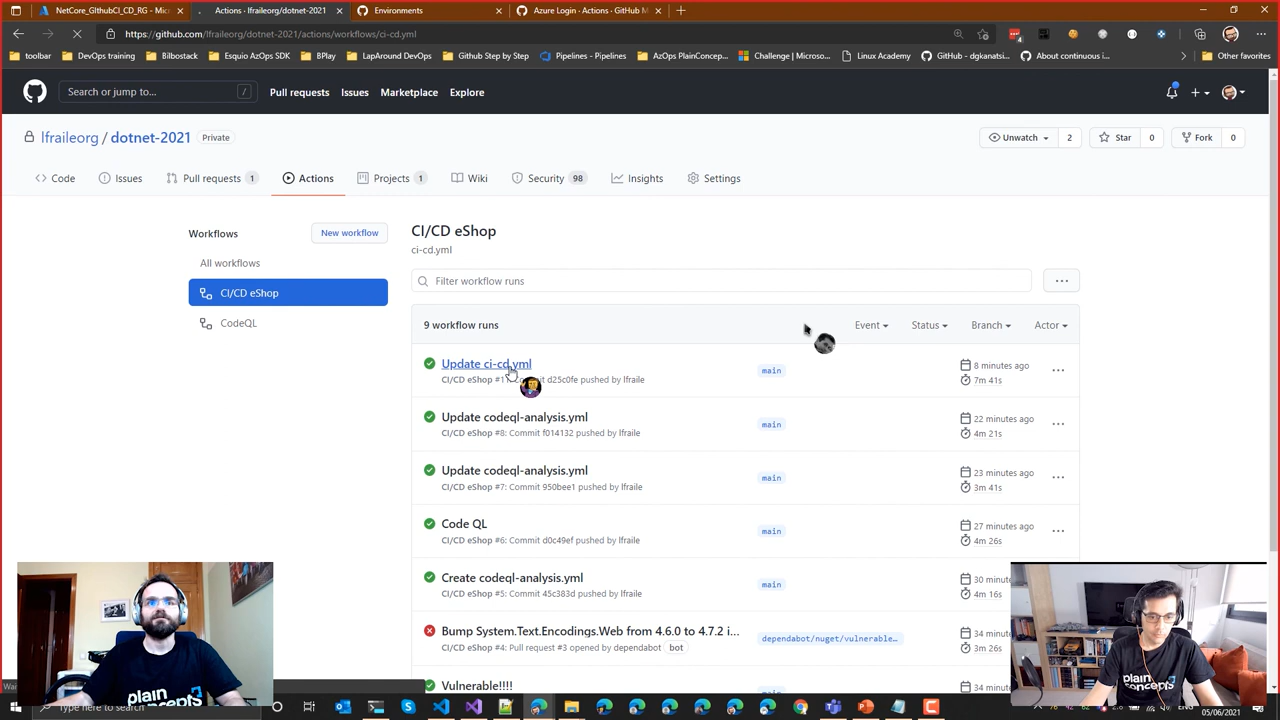 NetCore_GIthubCI_CD_RG - Micros
Actions · lfraileorg/dotnet-2021
Environments
Azure Login · Actions · GitHub M
https://github.com/lfraileorg/dotnet-2021/actions/workflows/ci-cd.yml
toolbar
DevOps training
Bilbostack
Esquio AzOPS SDK
BPlay
LapAround DevOps
Github Step by Step
Pipelines - Pipelines
AzOps PlainConcep...
Challenge | Microso...
Linux Academy
GitHub - dgkanatsi...
About continuous i...
Other favorites
Search or jump to...
/
Pull requests
Issues
Marketplace
Explore
lfraileorg / dotnet-2021
Private
Unwatch
2
Star
0
Fork
0
Code
Issues
Pull requests
1
Actions
Projects
1
Wiki
Security
98
Insights
Settings
Workflows
New workflow
All workflows
CI/CD eShop
CodeQL
CI/CD eShop
ci-cd.yml
Filter workflow runs
9 workflow runs
Event
Status
Branch
Actor
Update ci-cd.yml
CI/CD eShop d25c0fe pushed by lfraile
main
8 minutes ago
7m 41s
Update codeql-analysis.yml
CI/CD eShop #8: Commit f014132 pushed by lfraile
main
22 minutes ago
4m 21s
Update codeql-analysis.yml
CI/CD eShop #7: Commit 950bee1 pushed by lfraile
main
23 minutes ago
3m 41s
Code QL
CI/CD eShop #6: Commit d0c49ef pushed by lfraile
main
27 minutes ago
4m 26s
Create codeql-analysis.yml
CI/CD eShop #5: Commit 45c383d pushed by lfraile
main
30 minutes ago
4m 16s
Bump System.Text.Encodings.Web from 4.6.0 to 4.7.2 i...
CI/CD eShop #4: Pull request #3 opened by dependabot bot
dependabot/nuget/vulnerable...
34 minutes ago
3m 26s
Vulnerable!!!!
main
34 minutes ago
plain concepts
plain concepts
here to search
ENG
05/06/2021